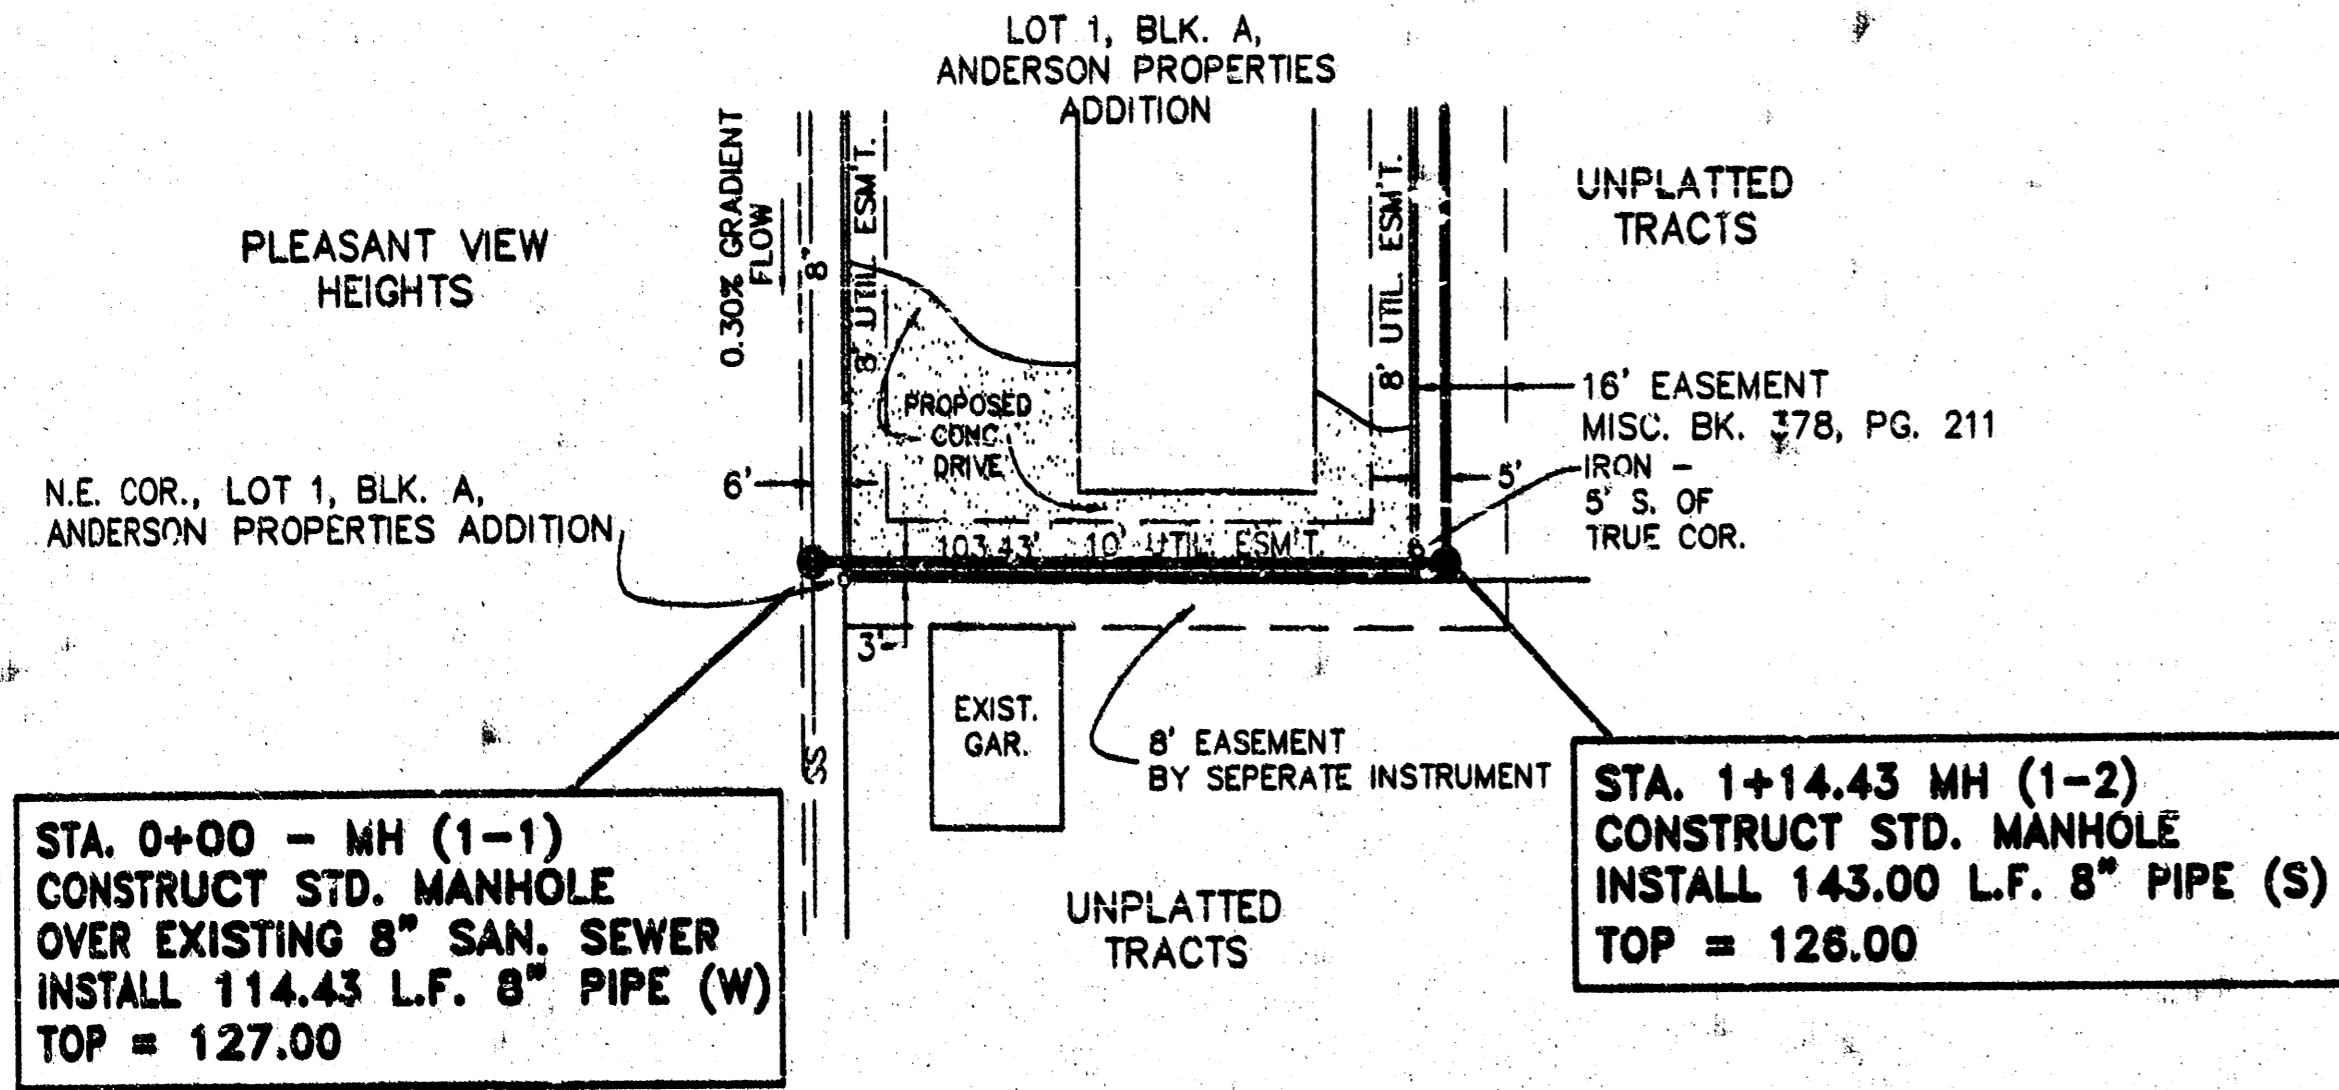 LOT 1, BLK. A,
ANDERSON PROPERTIES
ADDITION
0.30% GRADIENT
FLOW
8'
8' UTIL. ESM'T.
8' UTIL. ESM'T.
PLEASANT VIEW
HEIGHTS
UNPLATTED
TRACTS
16' EASEMENT
MISC. BK. 378, PG. 211
PROPOSED
CONC.
DRIVE
6'
5'
IRON -
5' S. OF
TRUE COR.
N.E. COR., LOT 1, BLK. A,
ANDERSON PROPERTIES ADDITION
103.43' 10' UTIL. ESM'T.
3'
EXIST.
GAR.
8' EASEMENT
BY SEPERATE INSTRUMENT
SS
UNPLATTED
TRACTS
STA. 0+00 - MH (1-1)
CONSTRUCT STD. MANHOLE
OVER EXISTING 8" SAN. SEWER
INSTALL 114.43 L.F. 8" PIPE (W)
TOP = 127.00
STA. 1+14.43 MH (1-2)
CONSTRUCT STD. MANHOLE
INSTALL 143.00 L.F. 8" PIPE (S)
TOP = 126.00